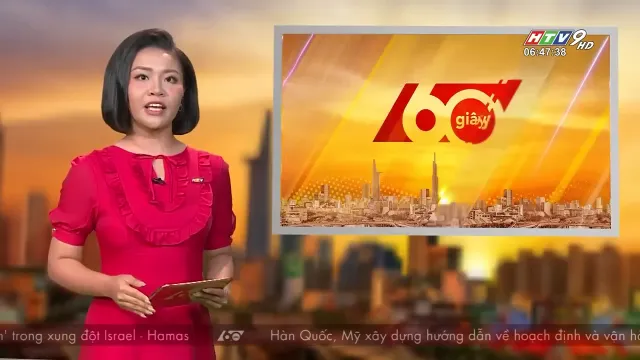 HTV9 HD
06:47:38
60 giây
n' trong xung đột Israel - Hamas 60 Hàn Quốc, Mỹ xây dựng hướng dẫn về hoạch định và vận h